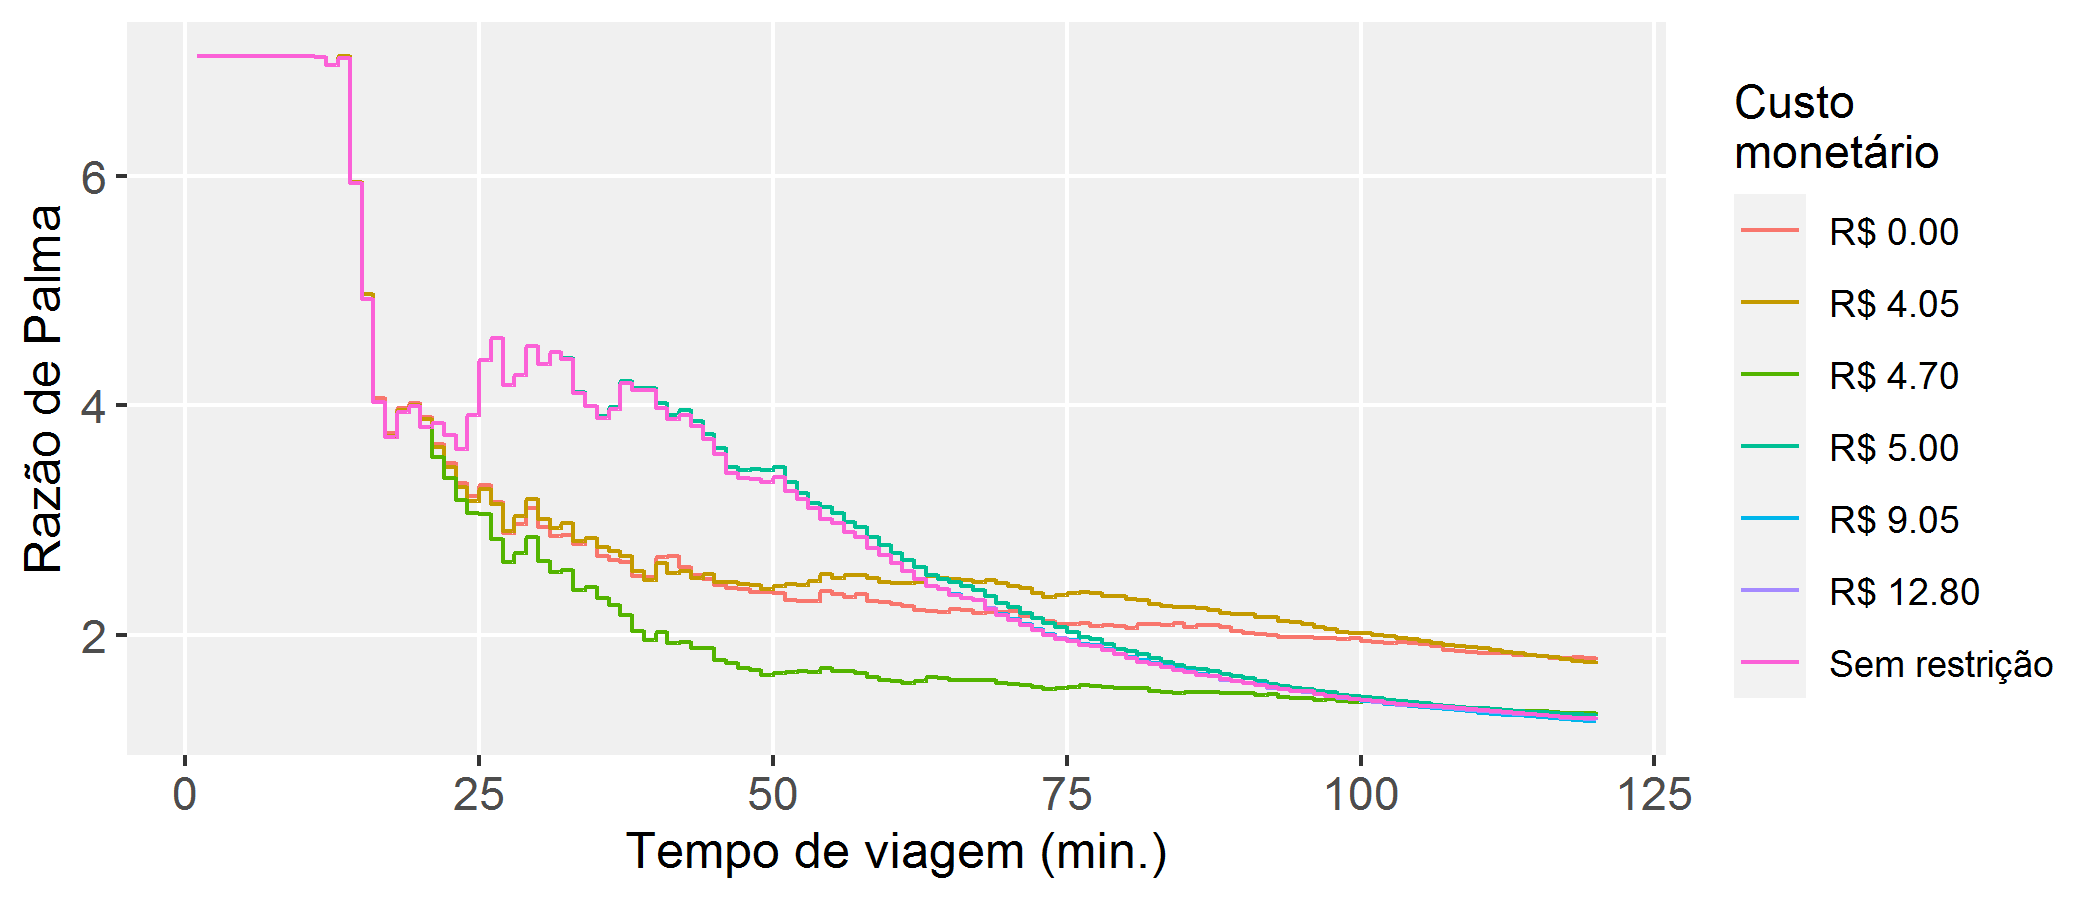 Razão de Palma
6
4
2
0
25
50
75
100
125
Tempo de viagem (min.)
Custo
monetário
R$ 0.00
R$ 4.05
R$ 4.70
R$ 5.00
R$ 9.05
R$ 12.80
Sem restrição